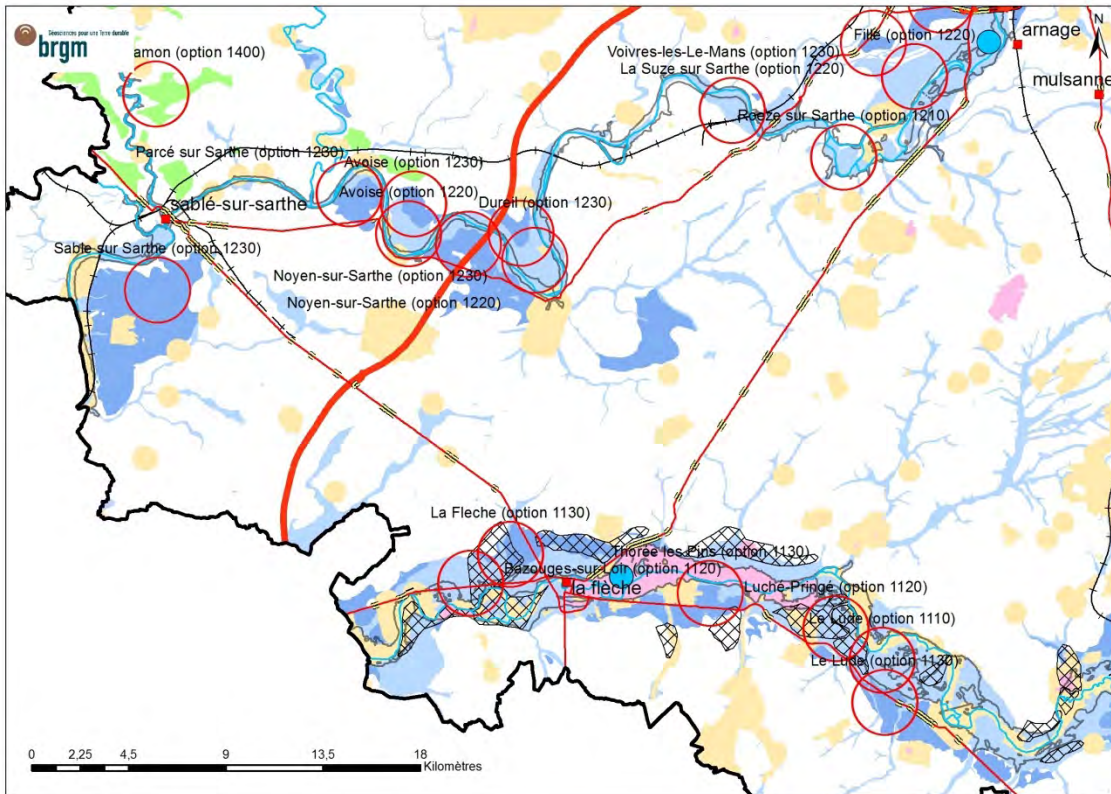 Géosciences pour une Terre durable
brgm
amon (option 1400)
N
Voivres-les-Le-Mans (option 1230)
Fillé (option 1220)
arnage
La Suze sur Sarthe (option 1220)
mulsanne
Roeze sur Sarthe (option 1210)
Parcé sur Sarthe (option 1230)
Avoise (option 1230)
Avoise (option 1220)
sablé-sur-sarthe
Dureil (option 1230)
Sable sur Sarthe (option 1230)
Noyen-sur-Sarthe (option 1230)
Noyen-sur-Sarthe (option 1220)
La Fleche (option 1130)
Thorée les Pins (option 1130)
Bazouges-sur-Loir (option 1120)
la flèche
Luché-Pringé (option 1120)
Le Lude (option 1110)
Le Lude (option 1130)
0 2,25 4,5 9 13,5 18
Kilomètres